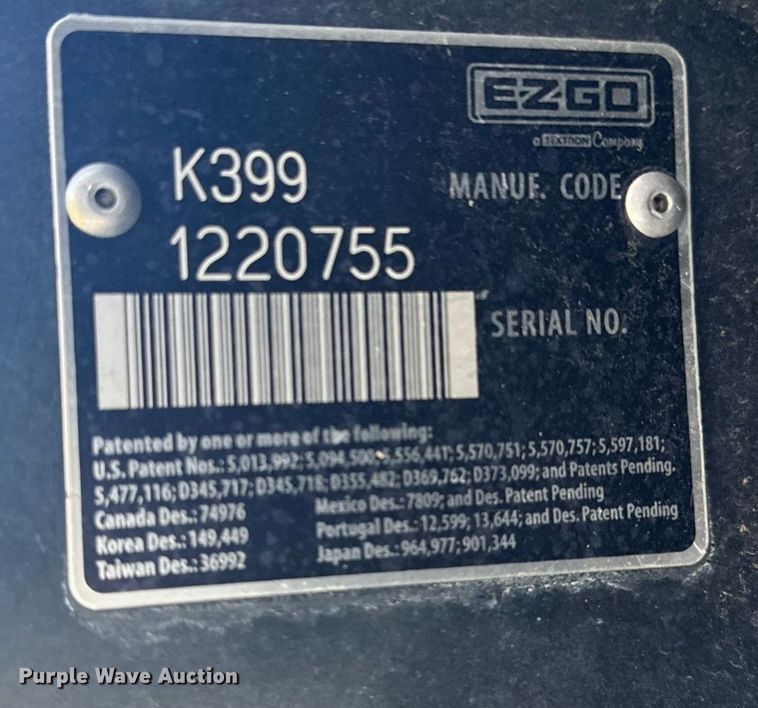 E-Z-GO
a TEXTRON Company
K399 MANUF. CODE
1220755
SERIAL NO.
Patented by one or more of the following:
U.S. Patent Nos.: 5,013,992; 5,094,500; 5,556,441; 5,570,751; 5,570,757; 5,597,181;
5,477,116; D345,717; D345,718; D355,482; D369,762; D373,099; and Patents Pending.
Canada Des.: 74976 Mexico Des.: 7809; and Des. Patent Pending
Korea Des.: 149,449 Portugal Des.: 12,599; 13,644; and Des. Patent Pending
Taiwan Des.: 36992 Japan Des.: 964,977; 901,344
Purple Wave Auction